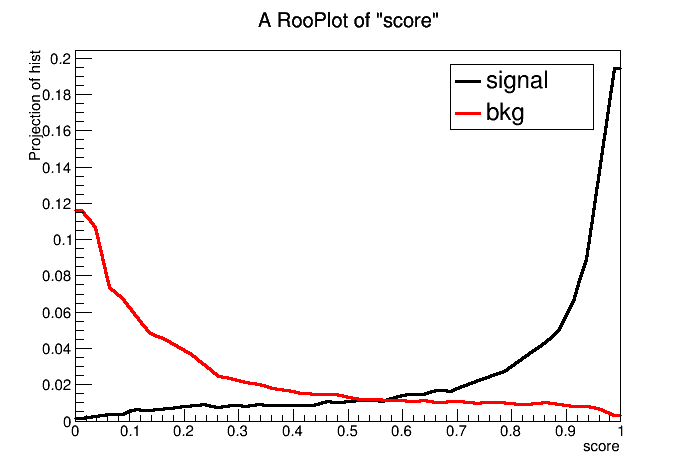 A RooPlot of "score"
Projection of hist
0.2
0.18
0.16
0.14
0.12
0.1
0.08
0.06
0.04
0.02
0
signal
bkg
0 0.1 0.2 0.3 0.4 0.5 0.6 0.7 0.8 0.9 1
score